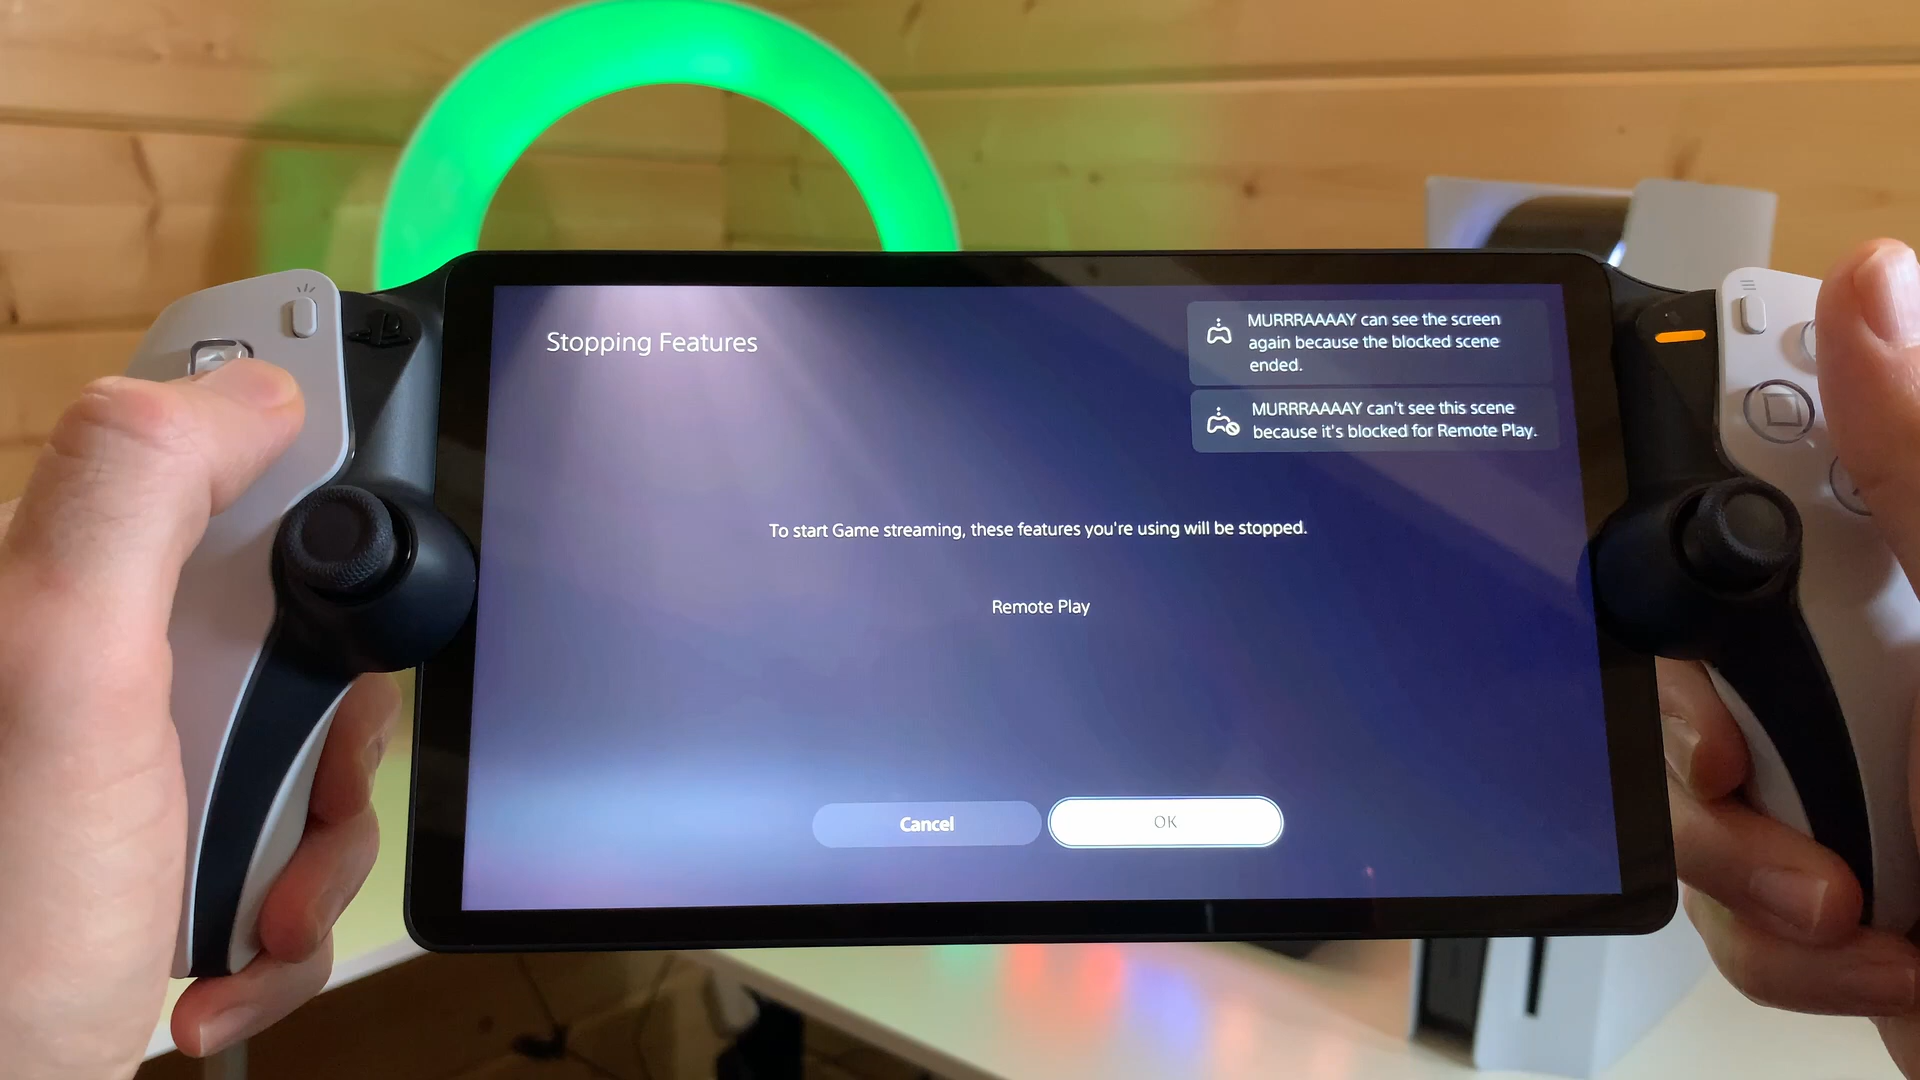 Stopping Features
MURRRAAAAY can see the screen
again because the blocked scene
ended.
MURRRAAAAY can't see this scene
because it's blocked for Remote Play.
To start Game streaming, these features you're using will be stopped.
Remote Play
Cancel
OK